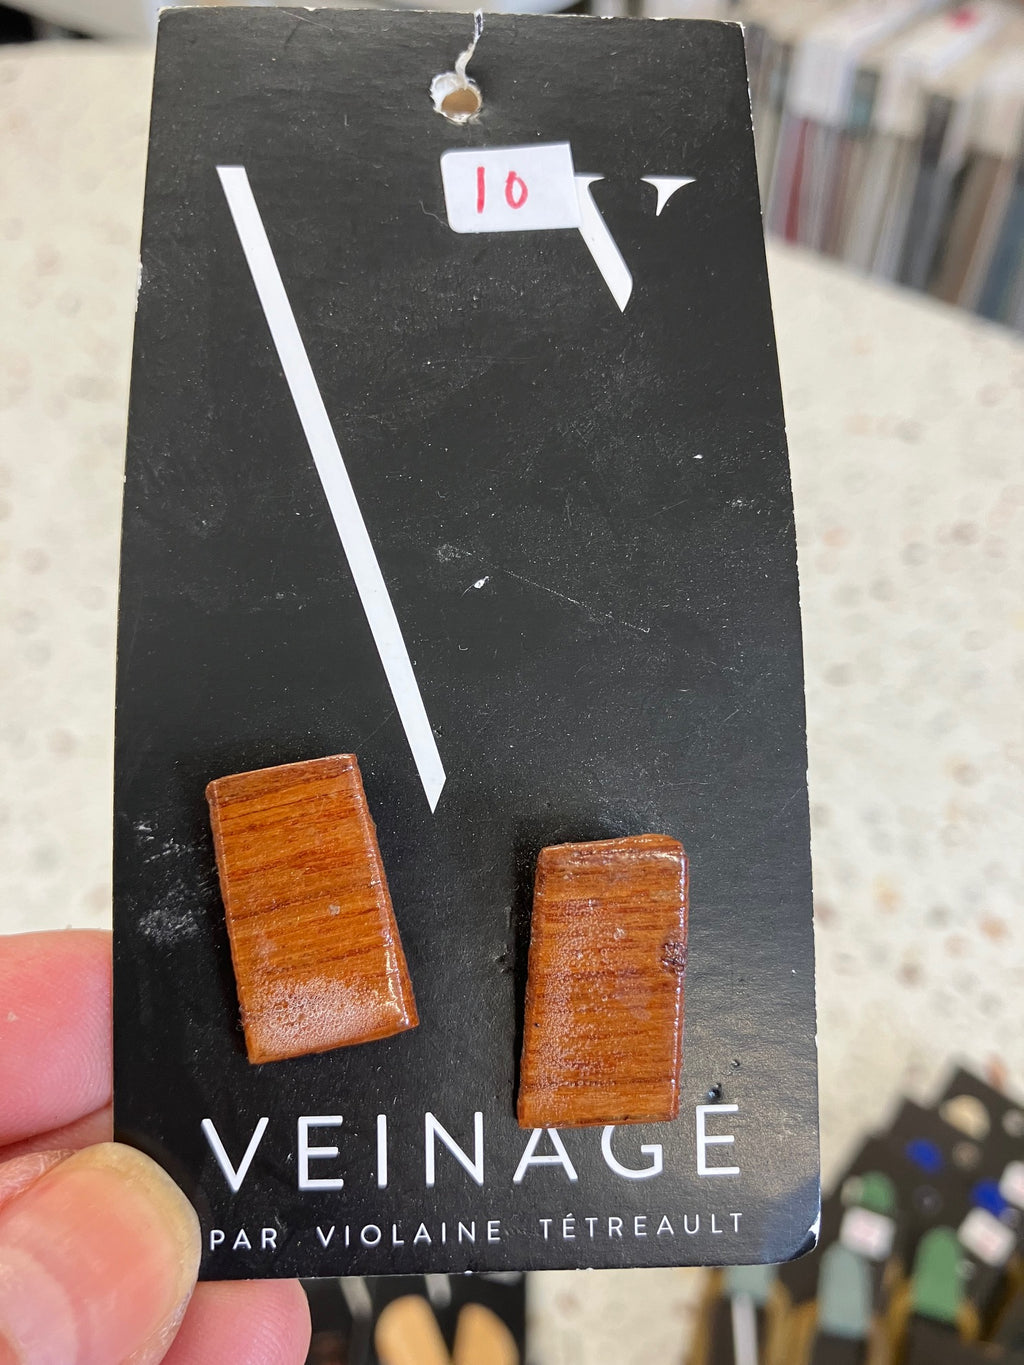 10
VEINAGE
PAR VIOLAINE TÉTREAULT